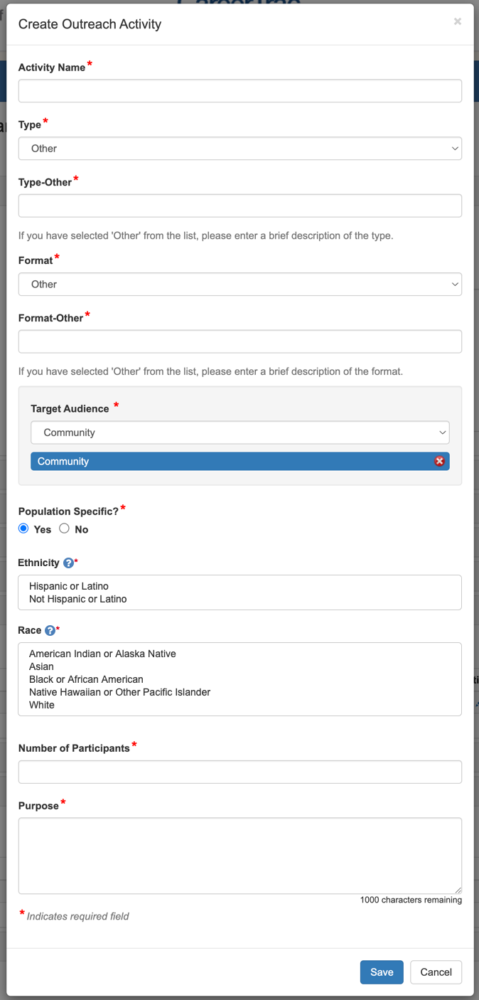 Create Outreach Activity
×
Activity Name *
Type *
Other
Type-Other *
If you have selected 'Other' from the list, please enter a brief description of the type.
Format *
Other
Format-Other *
If you have selected 'Other' from the list, please enter a brief description of the format.
Target Audience *
Community
Community
Population Specific? *
Yes No
Ethnicity ?*
Hispanic or Latino
Not Hispanic or Latino
Race ?*
American Indian or Alaska Native
Asian
Black or African American
Native Hawaiian or Other Pacific Islander
White
Number of Participants *
Purpose *
1000 characters remaining
* Indicates required field
Save Cancel